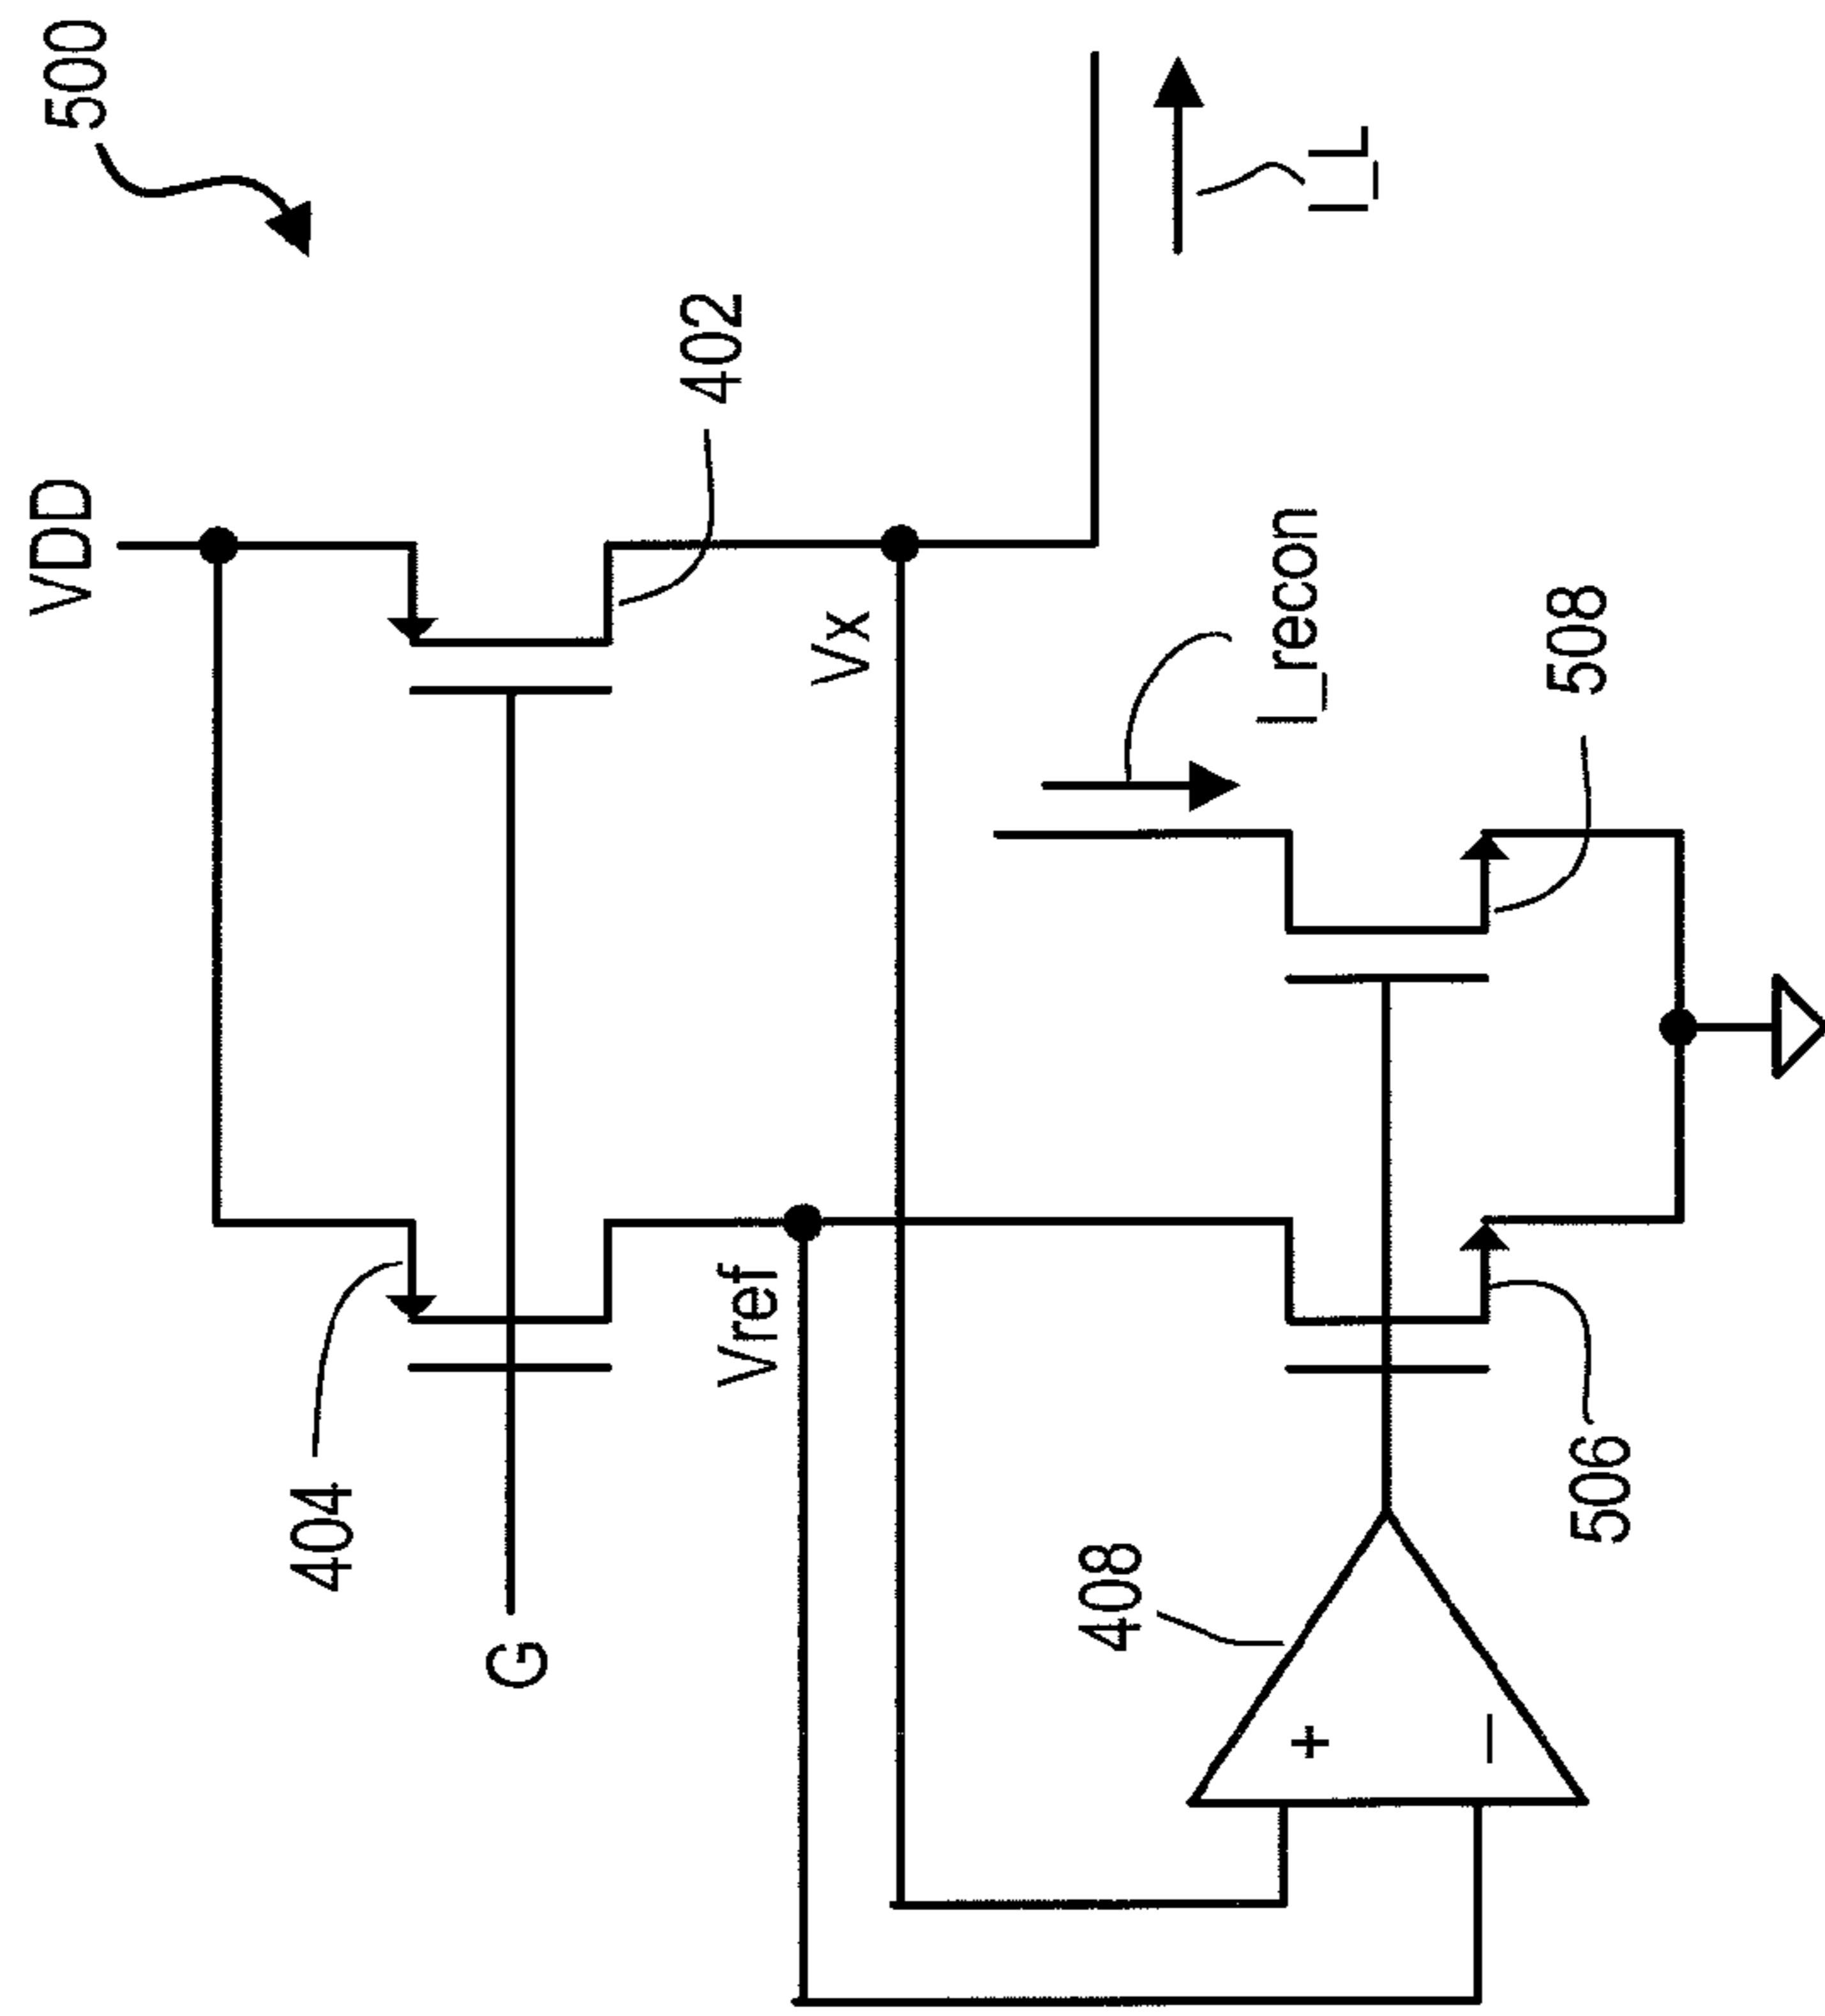 500
VDD
402
404
G
Vx
Vref
I_L
I_recon
508
408
+
–
506